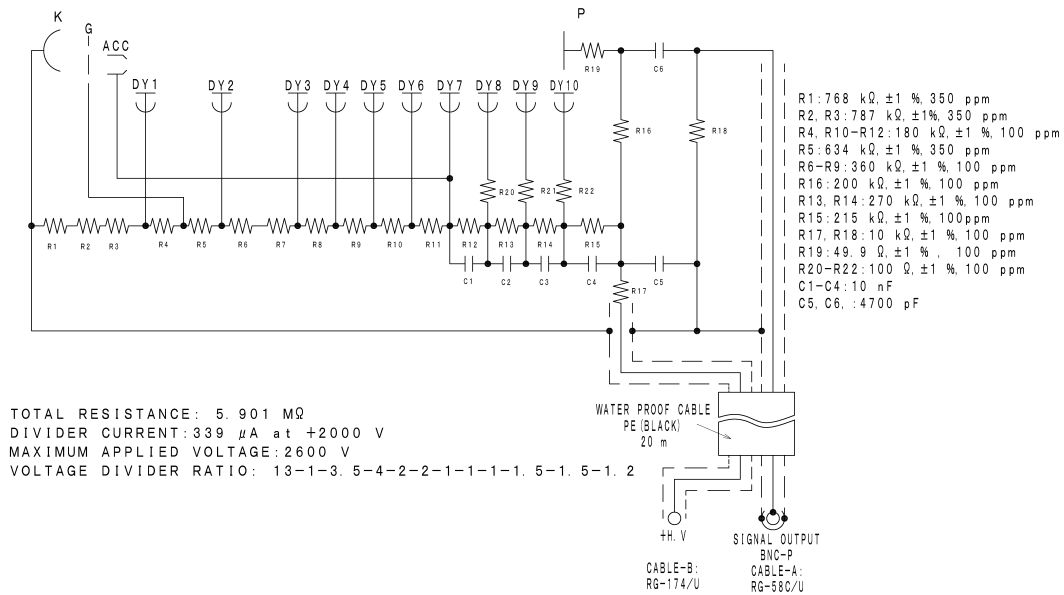 K
G
ACC
P
DY1
DY2
DY3
DY4
DY5
DY6
DY7
DY8
DY9
DY10
R19
C6
R16
R18
R20
R21
R22
R1
R2
R3
R4
R5
R6
R7
R8
R9
R10
R11
R12
R13
R14
R15
C1
C2
C3
C4
C5
R17
R1:768 kΩ, ±1 %, 350 ppm
R2, R3:787 kΩ, ±1%, 350 ppm
R4, R10-R12:180 kΩ, ±1 %, 100 ppm
R5:634 kΩ, ±1 %, 350 ppm
R6-R9:360 kΩ, ±1 %, 100 ppm
R16:200 kΩ, ±1 %, 100 ppm
R13, R14:270 kΩ, ±1 %, 100 ppm
R15:215 kΩ, ±1 %, 100ppm
R17, R18:10 kΩ, ±1 %, 100 ppm
R19:49.9 Ω, ±1 % , 100 ppm
R20-R22:100 Ω, ±1 %, 100 ppm
C1-C4:10 nF
C5, C6, :4700 pF
TOTAL RESISTANCE: 5.901 MΩ
DIVIDER CURRENT:339 μA at +2000 V
MAXIMUM APPLIED VOLTAGE:2600 V
VOLTAGE DIVIDER RATIO: 13-1-3.5-4-2-2-1-1-1-1.5-1.5-1.2
WATER PROOF CABLE
PE(BLACK)
20 m
+H.V
CABLE-B:
RG-174/U
SIGNAL OUTPUT
BNC-P
CABLE-A:
RG-58C/U